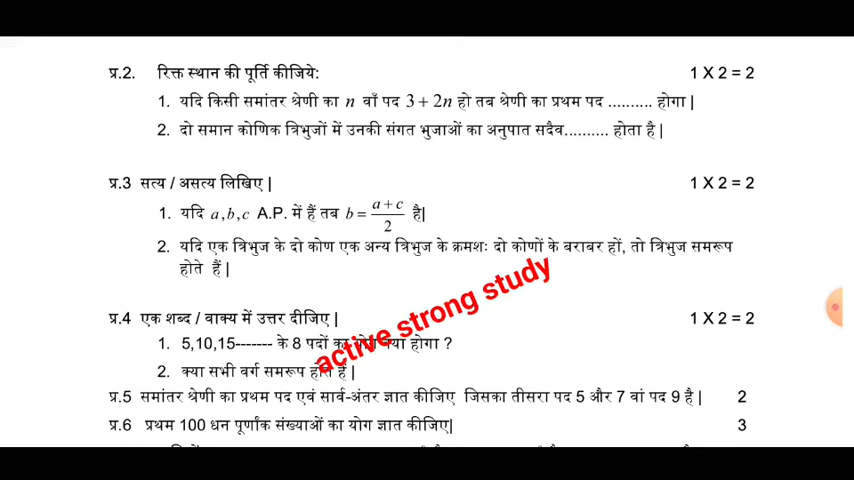 प्र.2. रिक्त स्थान की पूर्ति कीजिये: 1 X 2 = 2
1. यदि किसी समांतर श्रेणी का n वाँ पद 3 + 2n हो तब श्रेणी का प्रथम पद .......... होगा |
2. दो समान कोणिक त्रिभुजों में उनकी संगत भुजाओं का अनुपात सदैव.......... होता है |
प्र.3 सत्य / असत्य लिखिए | 1 X 2 = 2
1. यदि a,b,c A.P. में हैं तब b = a+c/2 है|
2. यदि एक त्रिभुज के दो कोण एक अन्य त्रिभुज के क्रमशः दो कोणों के बराबर हों, तो त्रिभुज समरूप
होते हैं |
प्र.4 एक शब्द / वाक्य में उत्तर दीजिए | 1 X 2 = 2
1. 5,10,15------- के 8 पदों का योग क्या होगा ?
2. क्या सभी वर्ग समरूप होते हैं |
active strong study
प्र.5 समांतर श्रेणी का प्रथम पद एवं सार्व-अंतर ज्ञात कीजिए जिसका तीसरा पद 5 और 7 वां पद 9 है | 2
प्र.6 प्रथम 100 धन पूर्णांक संख्याओं का योग ज्ञात कीजिए| 3